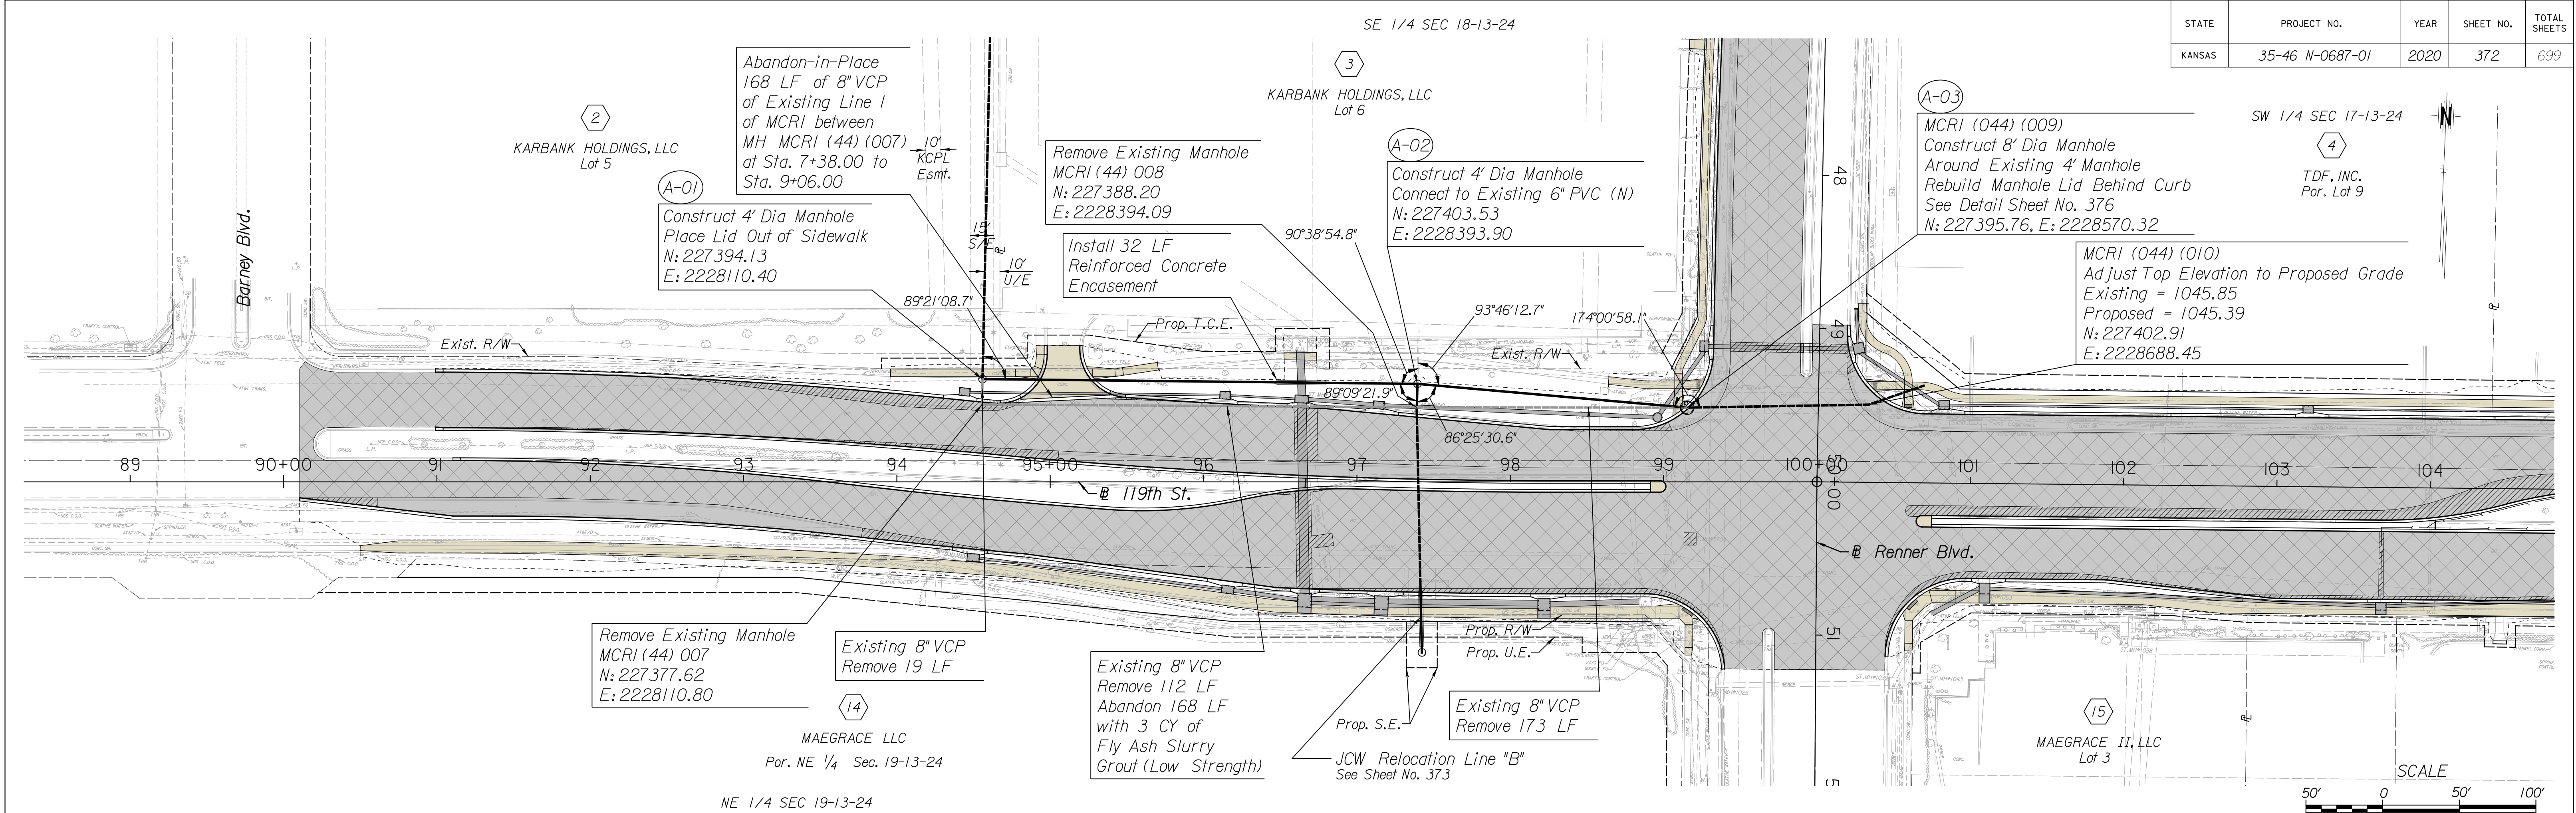 SE 1/4 SEC 18-13-24
STATE
PROJECT NO.
YEAR
SHEET NO.
TOTAL
SHEETS
KANSAS
35-46 N-0687-01
2020
372
699
2
KARBANK HOLDINGS, LLC
Lot 5
Abandon-in-Place
168 LF of 8" VCP
of Existing Line 1
of MCR1 between
MH MCR1 (44) (007)
at Sta. 7+38.00 to
Sta. 9+06.00
10'
KCPL
Esmt.
3
KARBANK HOLDINGS, LLC
Lot 6
Remove Existing Manhole
MCR1 (44) 008
N: 227388.20
E: 2228394.09
A-02
Construct 4' Dia Manhole
Connect to Existing 6" PVC (N)
N: 227403.53
E: 2228393.90
A-03
MCR1 (044) (009)
Construct 8' Dia Manhole
Around Existing 4' Manhole
Rebuild Manhole Lid Behind Curb
See Detail Sheet No. 376
N: 227395.76, E: 2228570.32
SW 1/4 SEC 17-13-24
N
4
TDF, INC.
Por. Lot 9
A-01
Construct 4' Dia Manhole
Place Lid Out of Sidewalk
N: 227394.13
E: 2228110.40
15'
S/E
10'
U/E
Install 32 LF
Reinforced Concrete
Encasement
MCR1 (044) (010)
Adjust Top Elevation to Proposed Grade
Existing = 1045.85
Proposed = 1045.39
N: 227402.91
E: 2228688.45
Barney Blvd.
90°38'54.8"
89°21'08.7"
93°46'12.7"
174°00'58.1"
Prop. T.C.E.
Exist. R/W
Exist. R/W
89°09'21.9"
86°25'30.6"
48
49
50+00
51
89
90+00
91
92
93
94
95+00
96
97
98
99
100+00
101
102
103
104
℄ 119th St.
℄ Renner Blvd.
Remove Existing Manhole
MCR1 (44) 007
N: 227377.62
E: 2228110.80
Existing 8" VCP
Remove 19 LF
14
MAEGRACE LLC
Por. NE 1/4 Sec. 19-13-24
Existing 8" VCP
Remove 112 LF
Abandon 168 LF
with 3 CY of
Fly Ash Slurry
Grout (Low Strength)
Prop. R/W
Prop. U.E.
Prop. S.E.
JCW Relocation Line "B"
See Sheet No. 373
Existing 8" VCP
Remove 173 LF
15
MAEGRACE II, LLC
Lot 3
NE 1/4 SEC 19-13-24
SCALE
50'
0
50'
100'